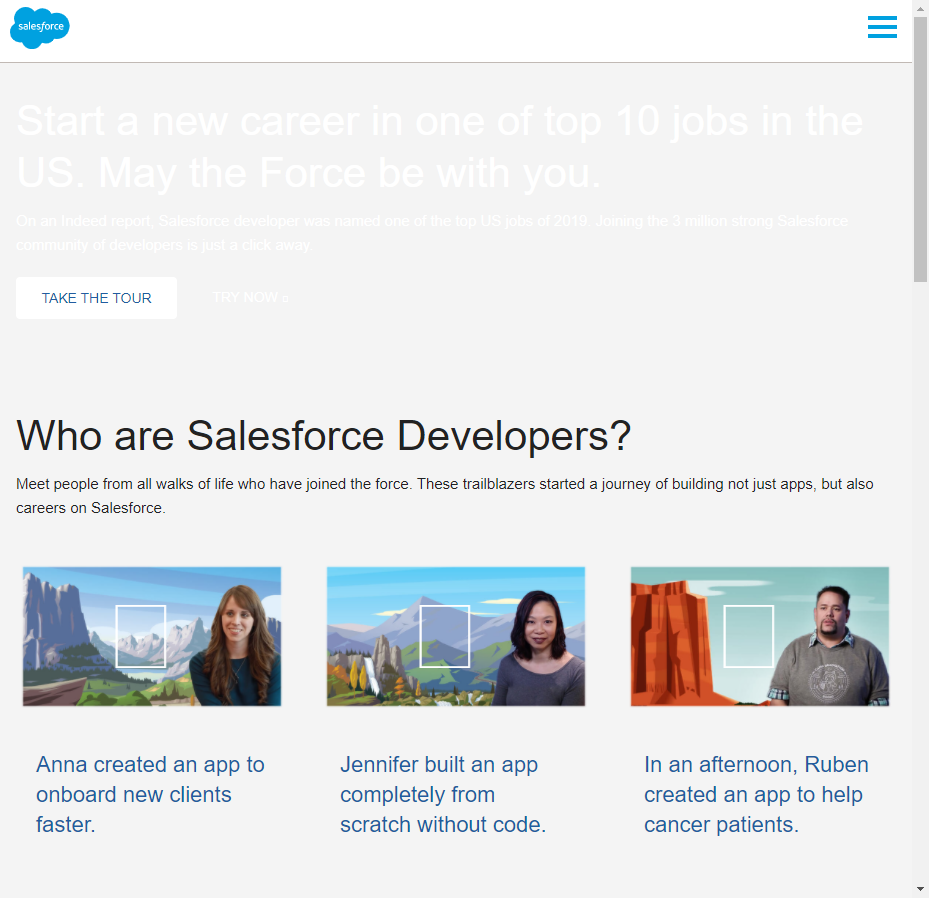 salesforce
Start a new career in one of top 10 jobs in the
US. May the Force be with you.
On an Indeed report, Salesforce developer was named one of the top US jobs of 2019. Joining the 3 million strong Salesforce
community of developers is just a click away.
TAKE THE TOUR
TRY NOW
Who are Salesforce Developers?
Meet people from all walks of life who have joined the force. These trailblazers started a journey of building not just apps, but also
careers on Salesforce.
Anna created an app to
onboard new clients
faster.
Jennifer built an app
completely from
scratch without code.
In an afternoon, Ruben
created an app to help
cancer patients.